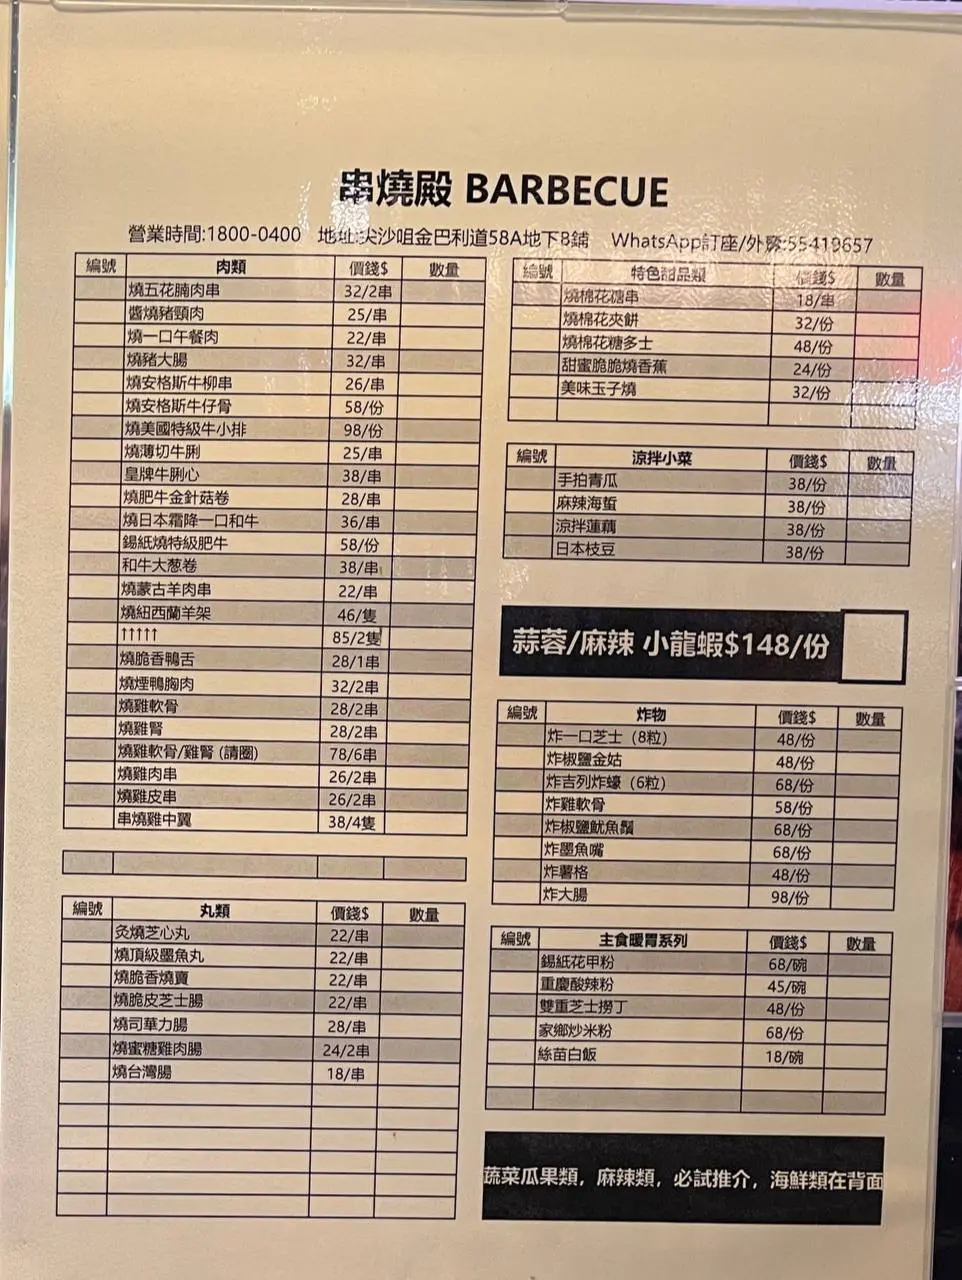 串燒殿 BARBECUE
營業時間:1800-0400 地址:尖沙咀金巴利道58A地下B鋪 WhatsApp訂座/外賣:55419657
編號 肉類 價錢$ 數量
燒五花腩肉串 32/2串
醬燒豬頸肉 25/串
燒一口午餐肉 22/串
燒豬大腸 32/串
燒安格斯牛柳串 26/串
燒安格斯牛仔骨 58/份
燒美國特級牛小排 98/份
燒薄切牛脷 25/串
皇牌牛脷心 38/串
燒肥牛金針菇卷 28/串
燒日本霜降一口和牛 36/串
錫紙燒特級肥牛 58/份
和牛大葱卷 38/串
燒蒙古羊肉串 22/串
燒紐西蘭羊架 46/隻
↑↑↑↑↑ 85/2隻
燒脆香鴨舌 28/1串
燒煙鴨胸肉 32/2串
燒雞軟骨 28/2串
燒雞腎 28/2串
燒雞軟骨/雞腎 (請圈) 78/6串
燒雞肉串 26/2串
燒雞皮串 26/2串
串燒雞中翼 38/4隻
編號 丸類 價錢$ 數量
灸燒芝心丸 22/串
燒頂級墨魚丸 22/串
燒脆香燒賣 22/串
燒脆皮芝士腸 22/串
燒司華力腸 28/串
燒蜜糖雞肉腸 24/2串
燒台灣腸 18/串
編號 特色甜品類 價錢$ 數量
燒棉花糖串 18/串
燒棉花夾餅 32/份
燒棉花糖多士 48/份
甜蜜脆脆燒香蕉 24/份
美味玉子燒 32/份
編號 涼拌小菜 價錢$ 數量
手拍青瓜 38/份
麻辣海蜇 38/份
涼拌蓮藕 38/份
日本枝豆 38/份
蒜蓉/麻辣 小龍蝦$148/份
編號 炸物 價錢$ 數量
炸一口芝士（8粒） 48/份
炸椒鹽金菇 48/份
炸吉列炸蠔（6粒） 68/份
炸雞軟骨 58/份
炸椒鹽魷魚鬚 68/份
炸墨魚嘴 68/份
炸薯格 48/份
炸大腸 98/份
編號 主食暖胃系列 價錢$ 數量
錫紙花甲粉 68/碗
重慶酸辣粉 45/碗
雙重芝士撈丁 48/份
家鄉炒米粉 68/份
絲苗白飯 18/碗
蔬菜瓜果類，麻辣類，必試推介，海鮮類在背面